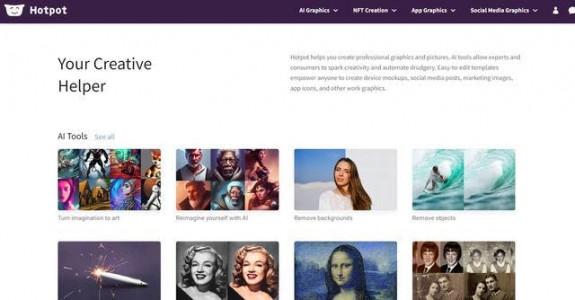 Hotpot
AI Graphics
NFT Creation
App Graphics
Social Media Graphics
Your Creative
Helper
Hotpot helps you create professional graphics and pictures. AI tools allow experts and
consumers to spark creativity and automate drudgery. Easy-to-edit templates
empower anyone to create device mockups, social media posts, marketing images,
app icons, and other work graphics.
AI Tools See all
Turn imagination to art
Reimagine yourself with AI
Remove backgrounds
Remove objects